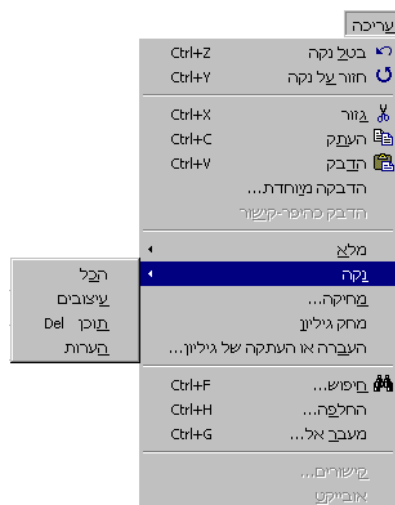 עריכה
בטל נקה Ctrl+Z
חזור על נקה Ctrl+Y
גזור Ctrl+X
העתק Ctrl+C
הדבק Ctrl+V
הדבקה מיוחדת...
הדבק כהיפר-קישור
מלא
נקה
הכל
עיצובים
תוכן Del
הערות
מחיקה...
מחק גיליון
העברה או העתקה של גיליון...
חיפוש... Ctrl+F
החלפה... Ctrl+H
מעבר אל... Ctrl+G
קישורים...
אובייקט